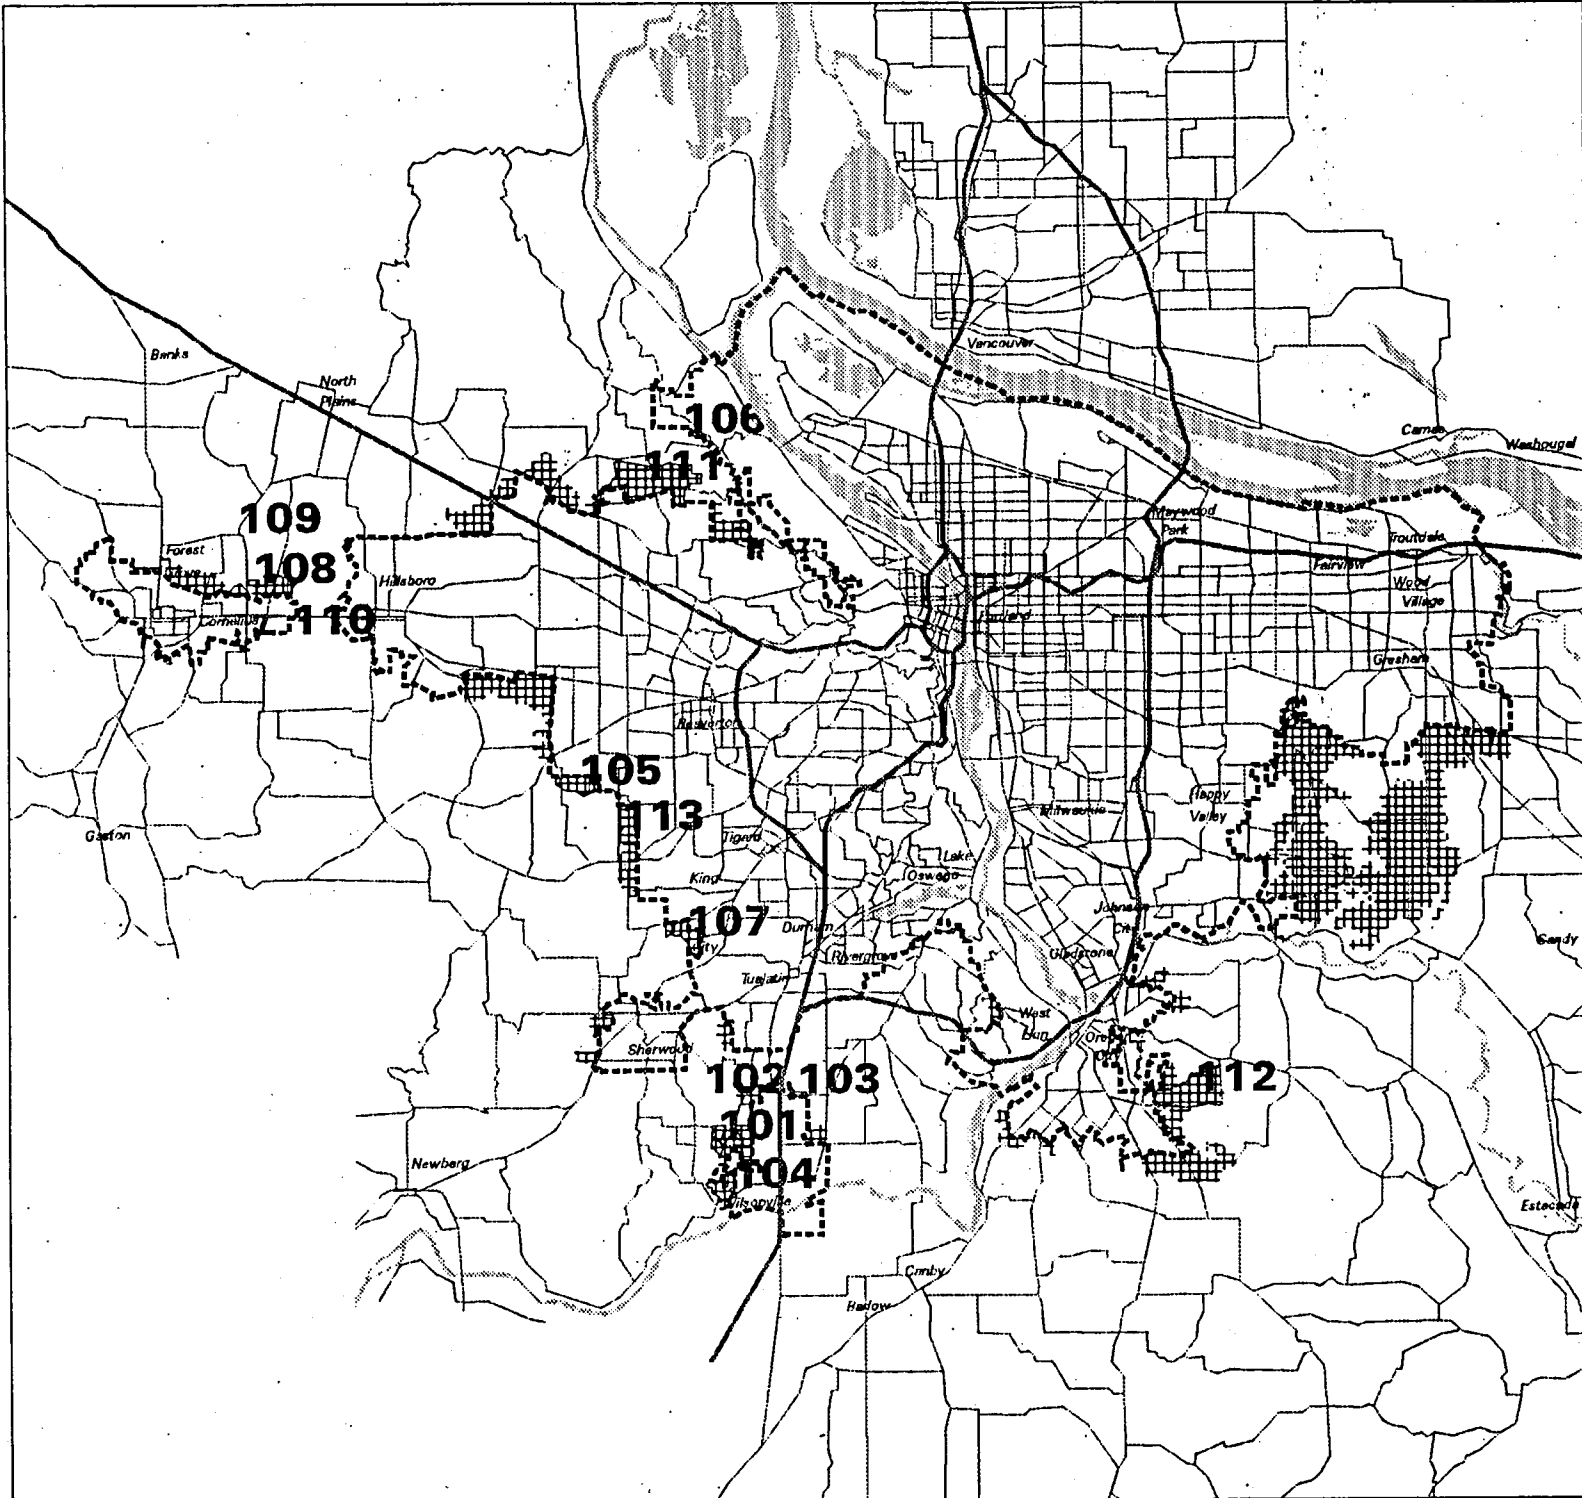 Vancouver
Banks
North
Plains
106
Camas
Washougal
111
109
Maywood
Park
Forest
108
Troutdale
Fairview
Hillsboro
Wood
Village
Cornelius
110
Portland
Gresham
Beaverton
105
Happy
Valley
113
Milwaukie
Gaston
Tigard
Lake
Oswego
King
Johnson
City
107
Durham
Sandy
City
Rivergrove
Gladstone
Tualatin
West
Linn
Sherwood
Oregon
City
102
103
112
101
Newberg
104
Wilsonville
Estacada
Canby
Barlow